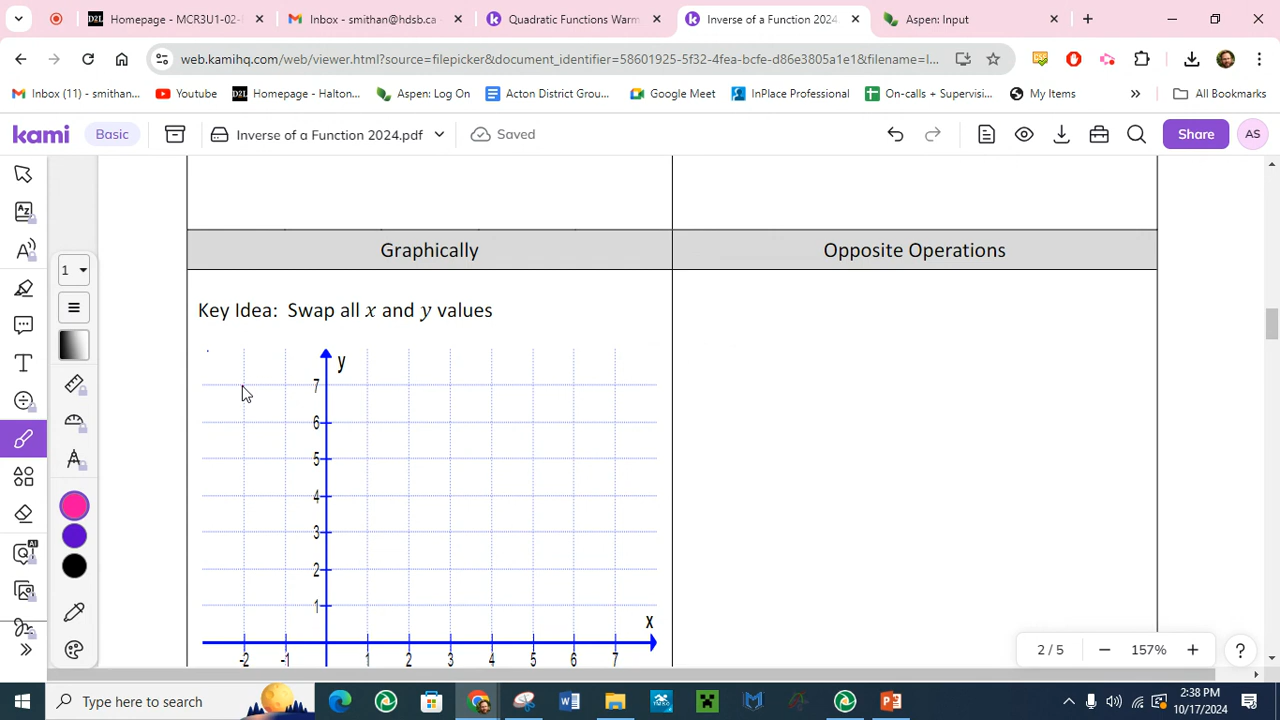 Homepage - MCR3U1-02-
Inbox - smithan@hdsb.ca
Quadratic Functions Warm
Inverse of a Function 2024
Aspen: Input
web.kamihq.com/web/viewer.html?source=filepicker&document_identifier=58601925-5f32-4fea-bcfe-d86e3805a1e1&filename=I...
Inbox (11) - smithan...
Youtube
Homepage - Halton...
Aspen: Log On
Acton District Grou...
Google Meet
InPlace Professional
On-calls + Supervisi...
My Items
All Bookmarks
kami
Basic
Inverse of a Function 2024.pdf
Saved
Share
AS
Graphically
Opposite Operations
Key Idea: Swap all x and y values
y
7
6
5
4
3
2
1
x
-2 -1 1 2 3 4 5 6 7
1
2 / 5
157%
Type here to search
2:38 PM
10/17/2024